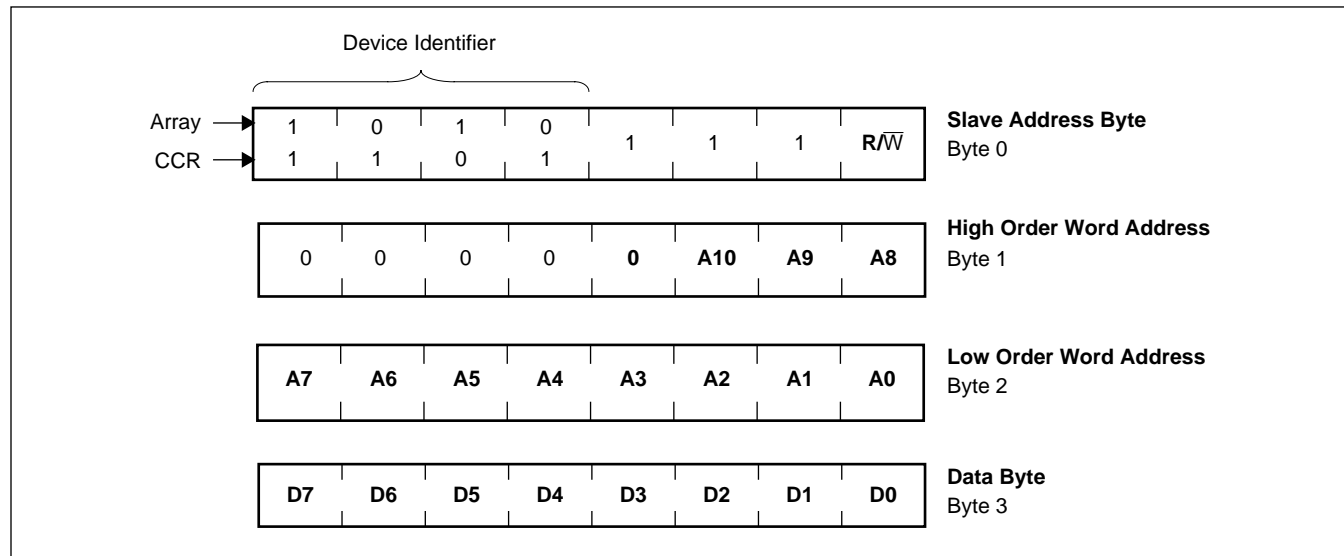 Device Identifier
Array 1 0 1 0
CCR 1 1 0 1
1 1 1 R/W̅
Slave Address Byte
Byte 0
0 0 0 0 0 A10 A9 A8
High Order Word Address
Byte 1
A7 A6 A5 A4 A3 A2 A1 A0
Low Order Word Address
Byte 2
D7 D6 D5 D4 D3 D2 D1 D0
Data Byte
Byte 3